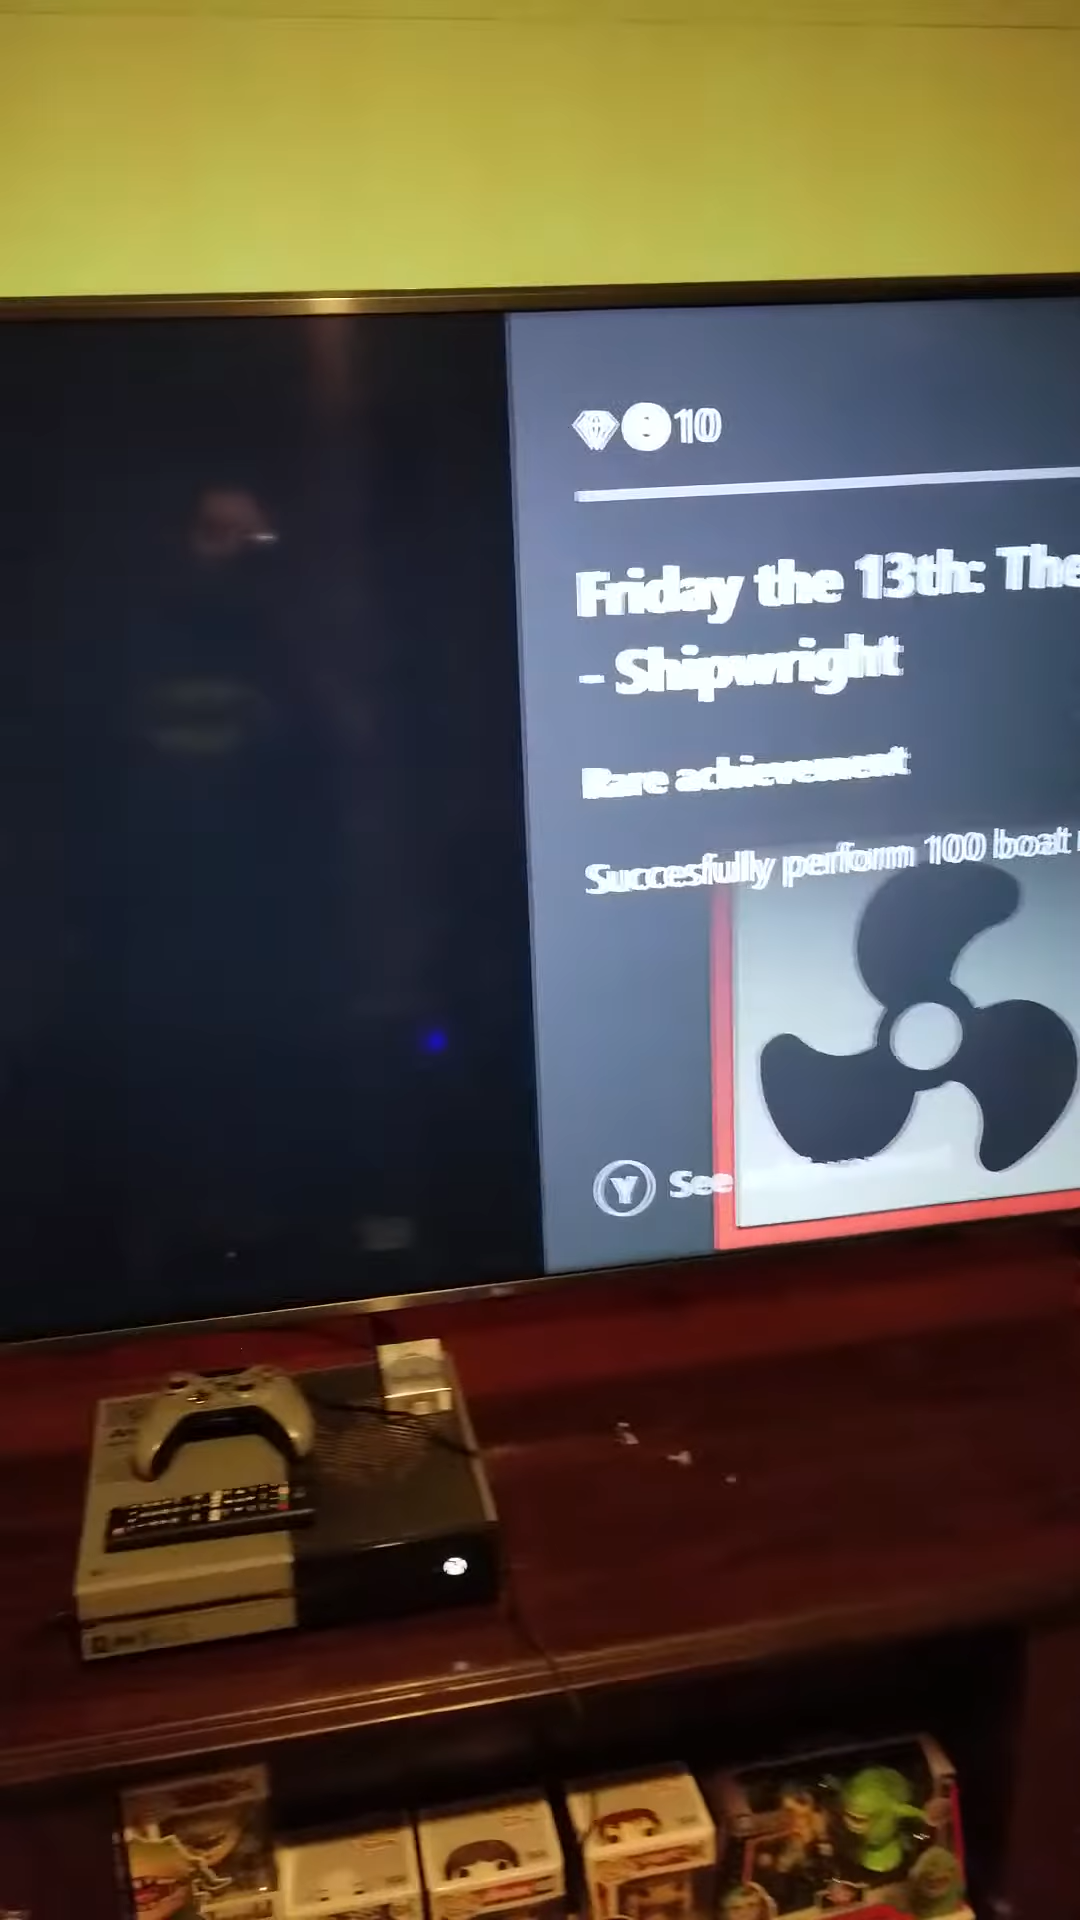 10
Friday the 13th: The
- Shipwright
Rare achievement
Succesfully perform 100 boat
Y See